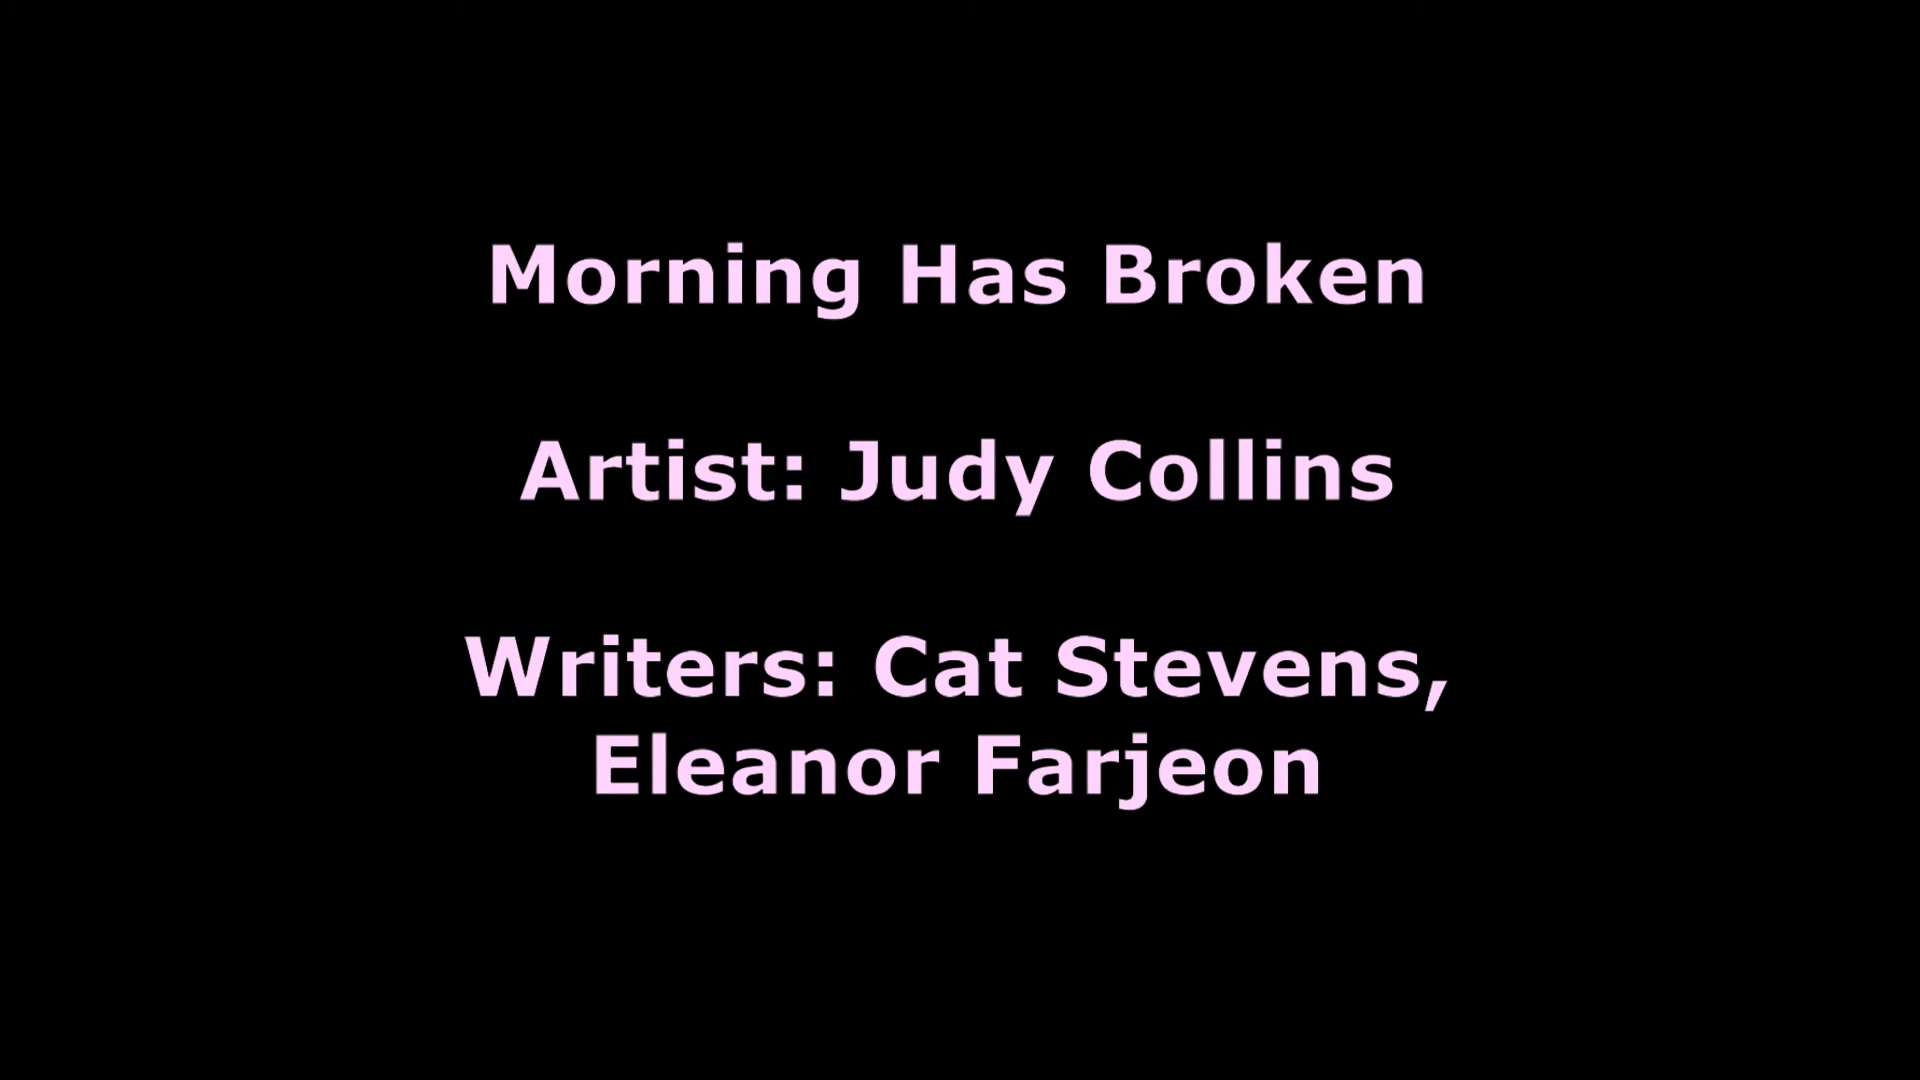 Morning Has Broken
Artist: Judy Collins
Writers: Cat Stevens,
Eleanor Farjeon